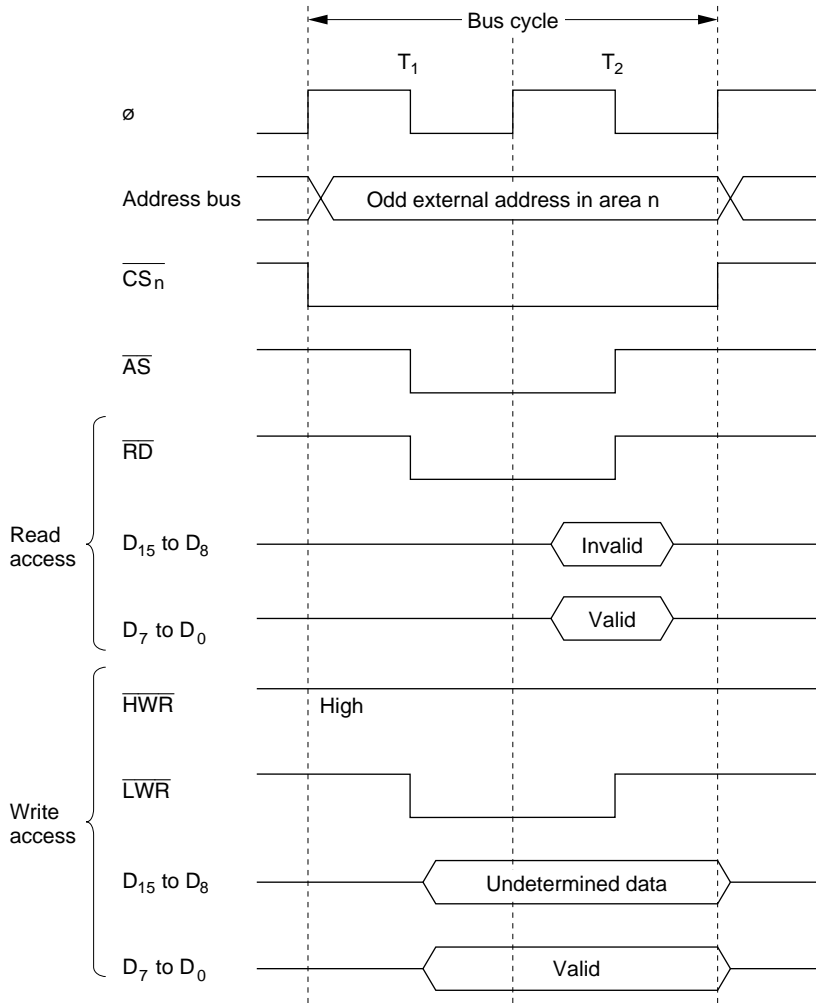 Bus cycle
T1 T2
ø
Address bus Odd external address in area n
CSn
AS
RD
Read access
D15 to D8 Invalid
D7 to D0 Valid
HWR High
LWR
Write access
D15 to D8 Undetermined data
D7 to D0 Valid